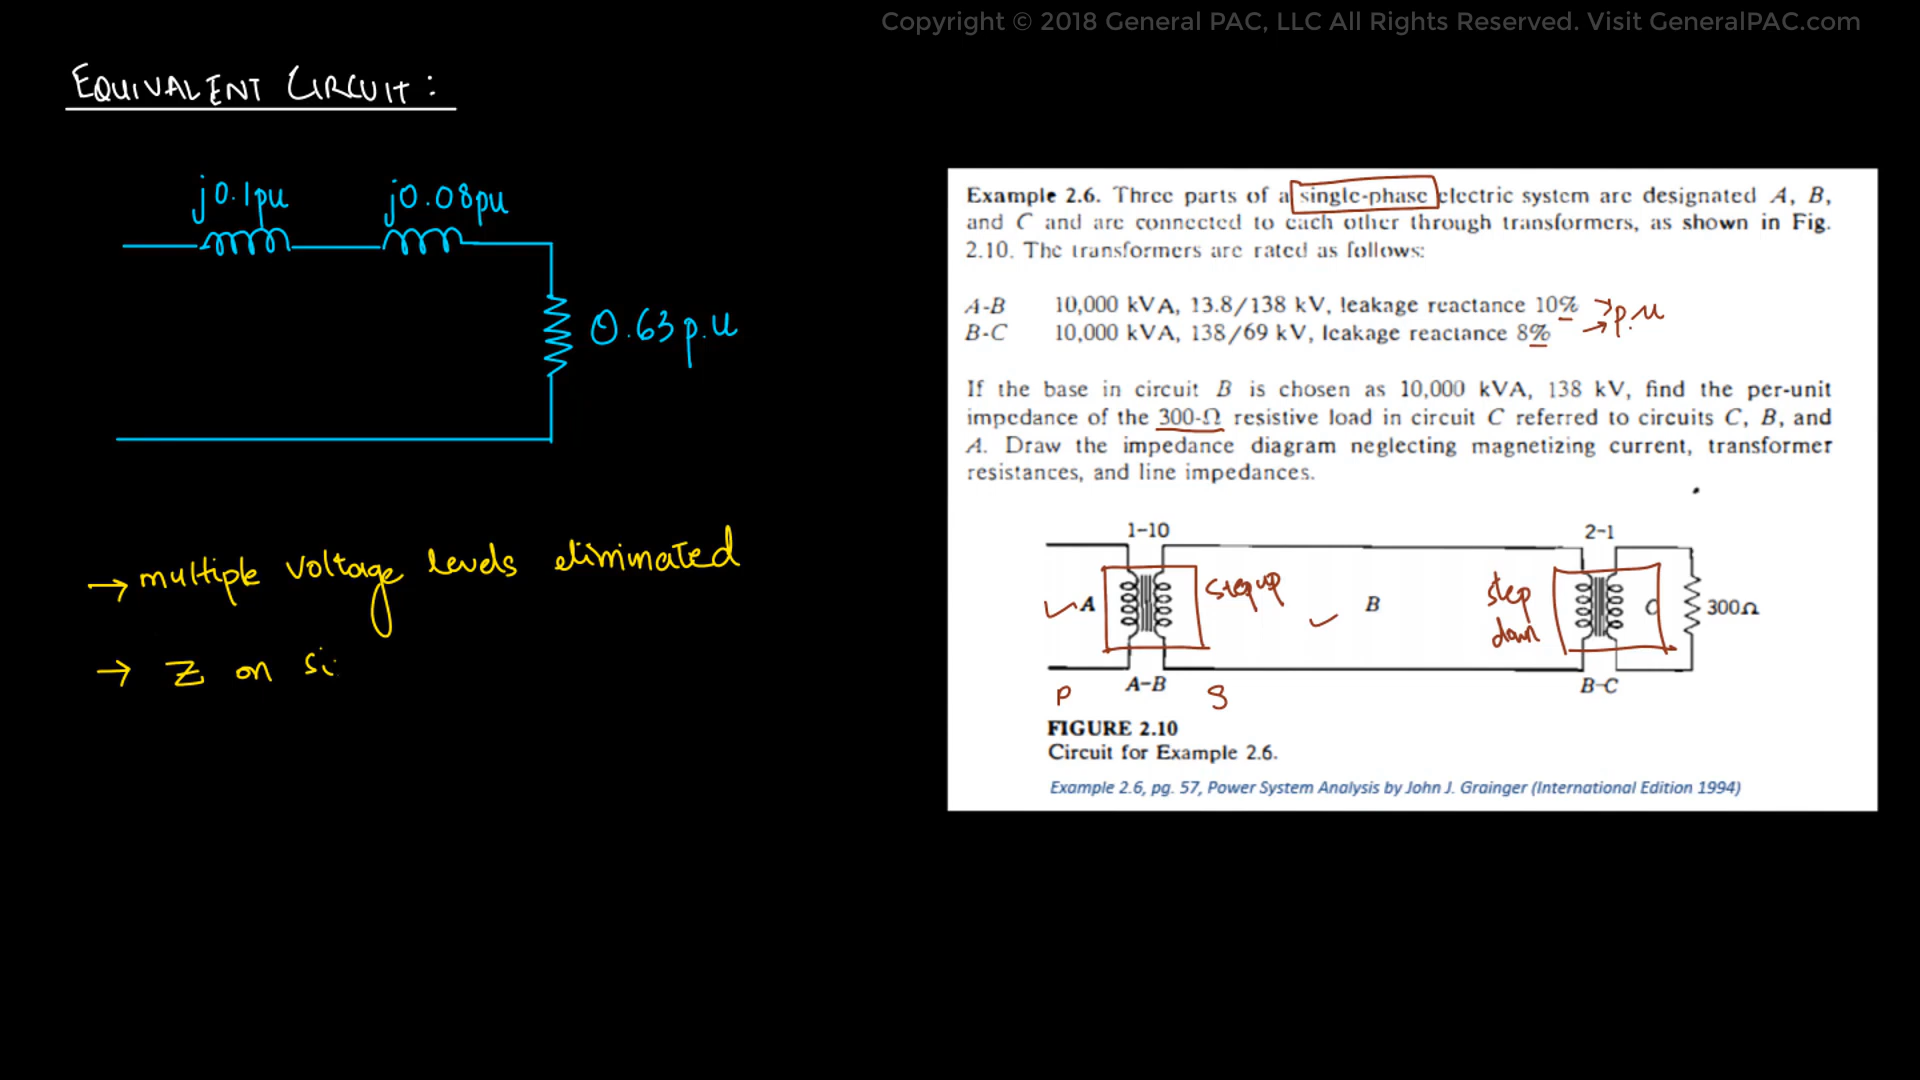 Copyright © 2018 General PAC, LLC All Rights Reserved. Visit GeneralPAC.com
EQUIVALENT CIRCUIT:
j0.1pu j0.08pu
0.63 p.u
→ multiple voltage levels eliminated
→ Z on si
Example 2.6. Three parts of a single-phase electric system are designated A, B,
and C and are connected to each other through transformers, as shown in Fig.
2.10. The transformers are rated as follows:
A-B 10,000 kVA, 13.8/138 kV, leakage reactance 10% → p.u
B-C 10,000 kVA, 138/69 kV, leakage reactance 8% →
If the base in circuit B is chosen as 10,000 kVA, 138 kV, find the per-unit
impedance of the 300-Ω resistive load in circuit C referred to circuits C, B, and
A. Draw the impedance diagram neglecting magnetizing current, transformer
resistances, and line impedances.
1-10 2-1
A step up B step down C 300Ω
P A-B S B-C
FIGURE 2.10
Circuit for Example 2.6.
Example 2.6, pg. 57, Power System Analysis by John J. Grainger (International Edition 1994)